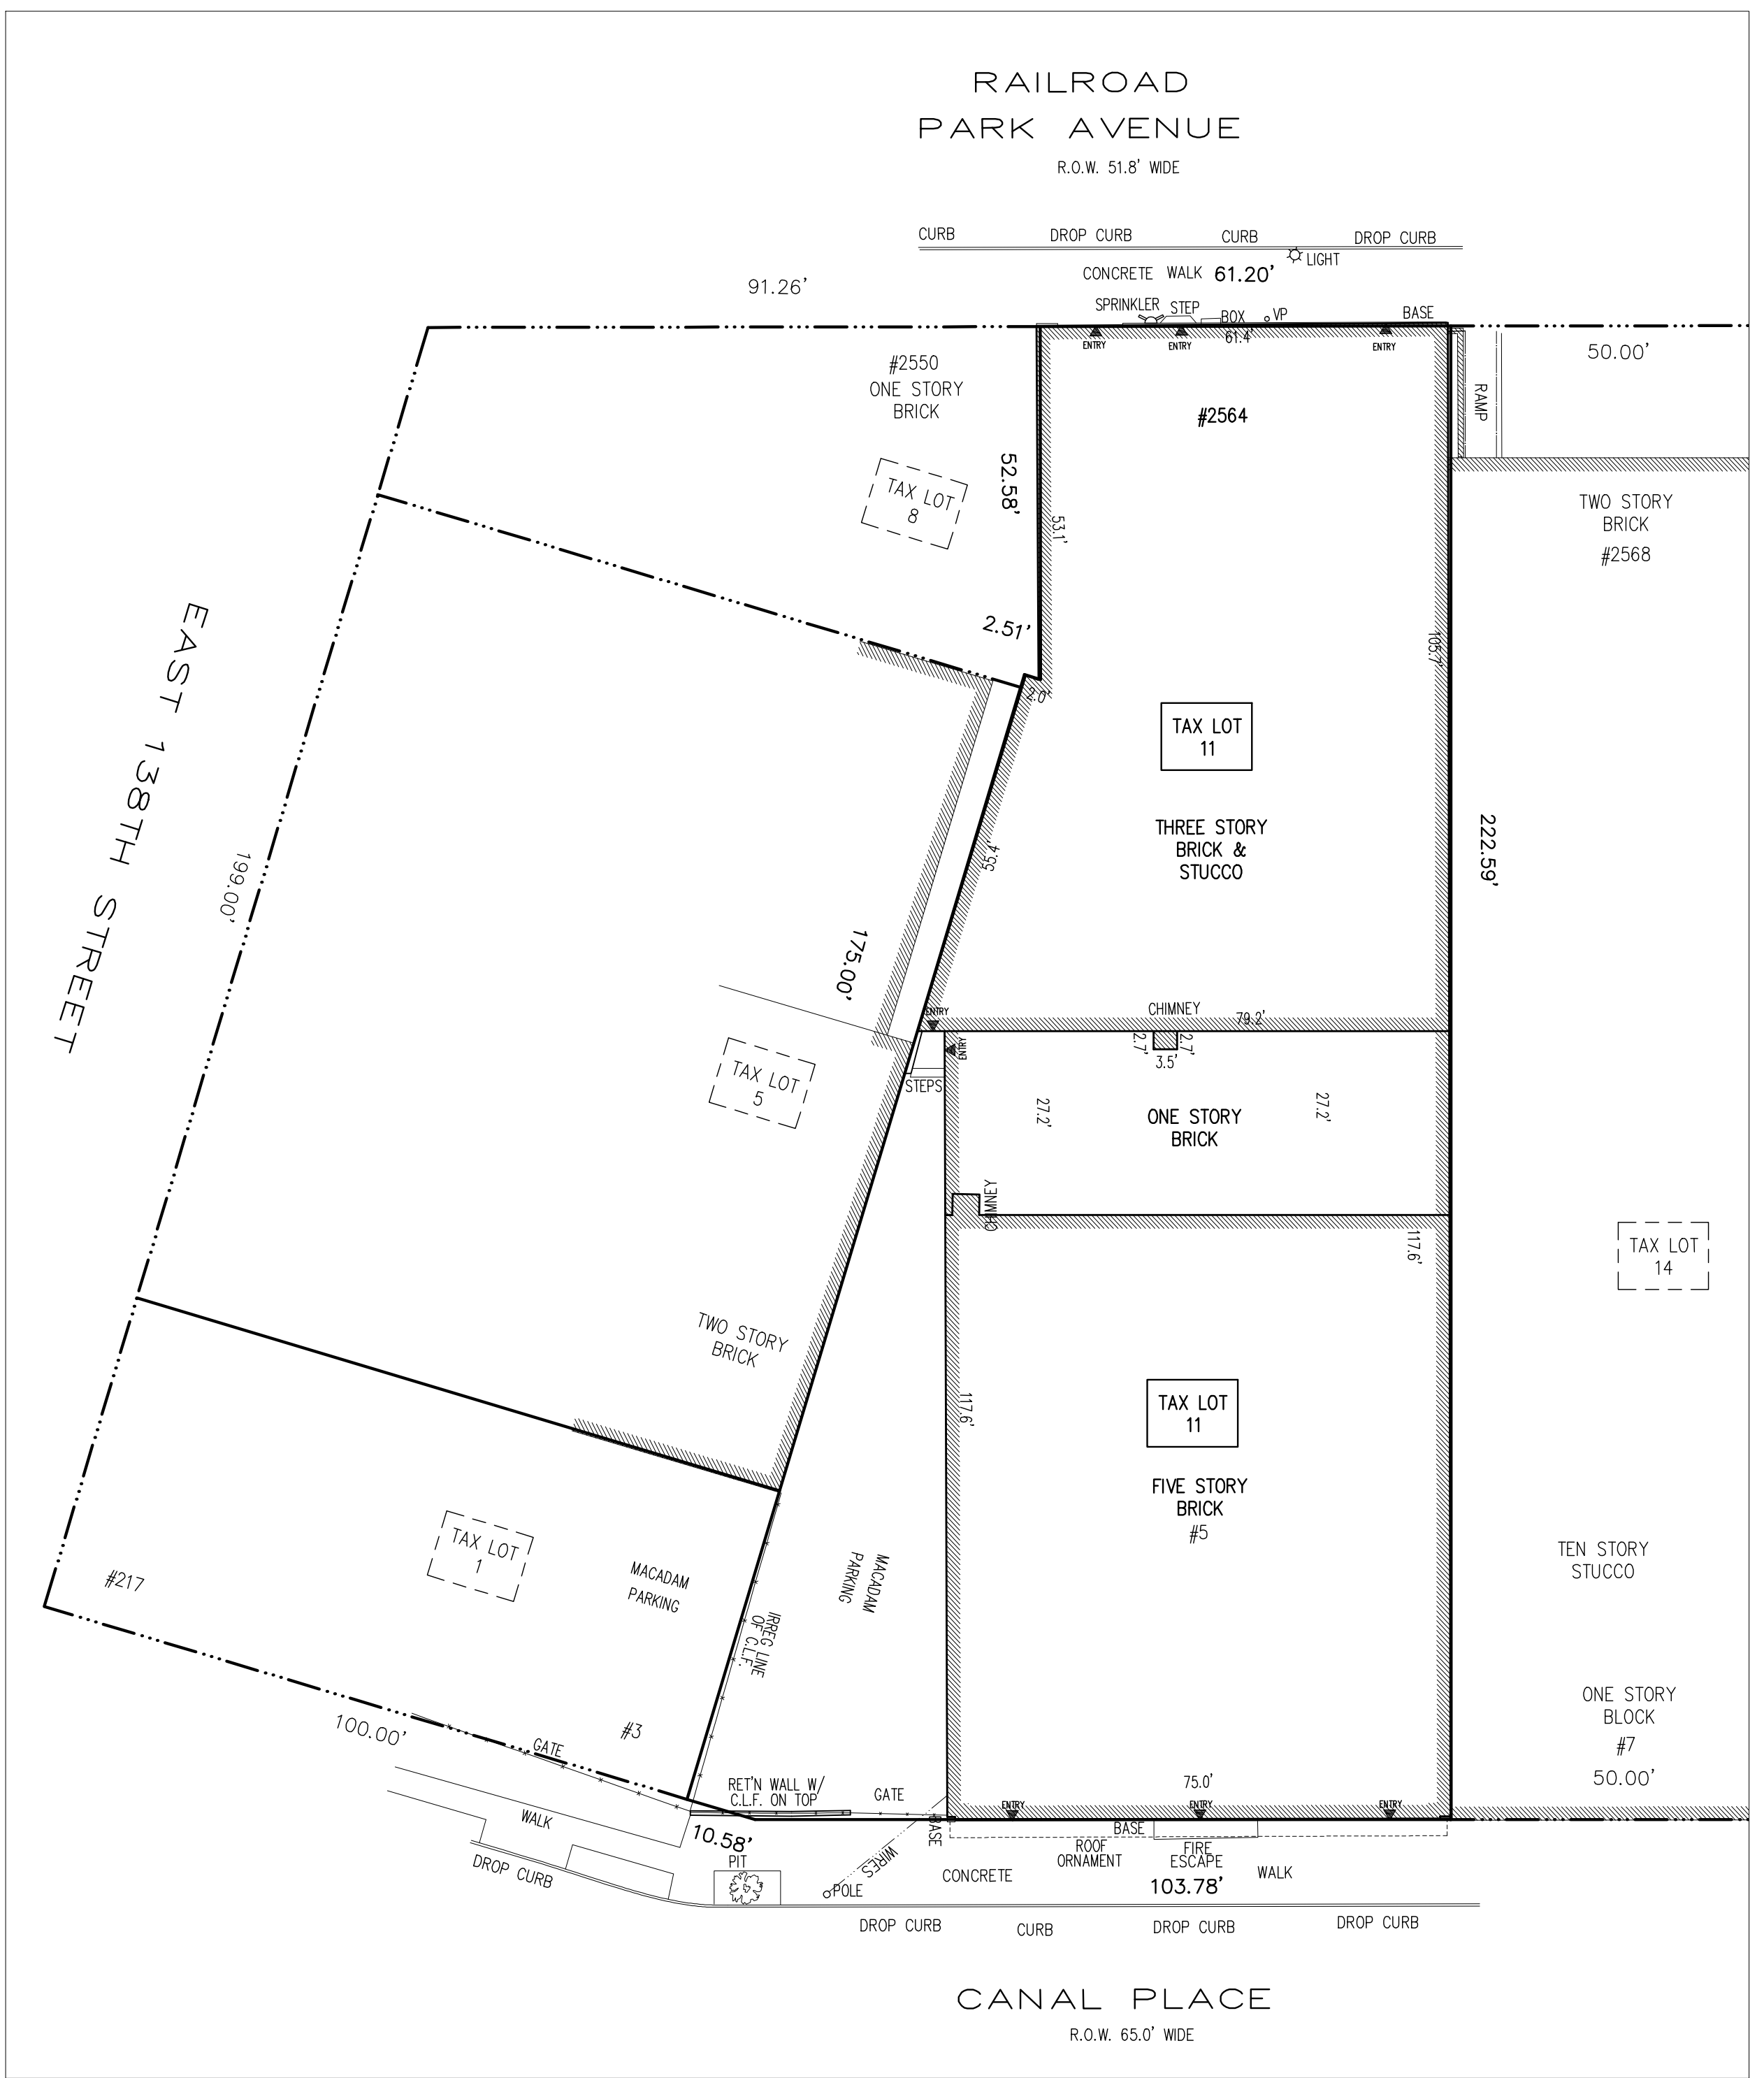 RAILROAD
PARK AVENUE
R.O.W. 51.8' WIDE
CURB
DROP CURB
CURB
DROP CURB
LIGHT
CONCRETE WALK 61.20'
91.26'
SPRINKLER
STEP
BOX
VP
BASE
61.4'
ENTRY
ENTRY
ENTRY
50.00'
#2550
ONE STORY
BRICK
#2564
RAMP
52.58'
TAX LOT
8
53.1'
TWO STORY
BRICK
#2568
EAST 138TH STREET
2.51'
2.0'
105.7'
TAX LOT
11
THREE STORY
BRICK &
STUCCO
55.4'
222.59'
199.00'
175.00'
ENTRY
CHIMNEY
79.2'
ENTRY
2.7'
2.7'
3.5'
STEPS
TAX LOT
5
27.2'
ONE STORY
BRICK
27.2'
CHIMNEY
117.6'
TAX LOT
14
TWO STORY
BRICK
117.6'
TAX LOT
11
FIVE STORY
BRICK
#5
TAX LOT
1
#217
MACADAM
PARKING
MACADAM
PARKING
IRREG LINE
OF C.L.F.
TEN STORY
STUCCO
ONE STORY
BLOCK
#7
50.00'
100.00'
#3
GATE
RET'N WALL W/
C.L.F. ON TOP
GATE
75.0'
ENTRY
ENTRY
ENTRY
WALK
10.58'
BASE
BASE
ROOF
ORNAMENT
FIRE
ESCAPE
DROP CURB
PIT
WIRES
POLE
CONCRETE
WALK
103.78'
DROP CURB
CURB
DROP CURB
DROP CURB
CANAL PLACE
R.O.W. 65.0' WIDE